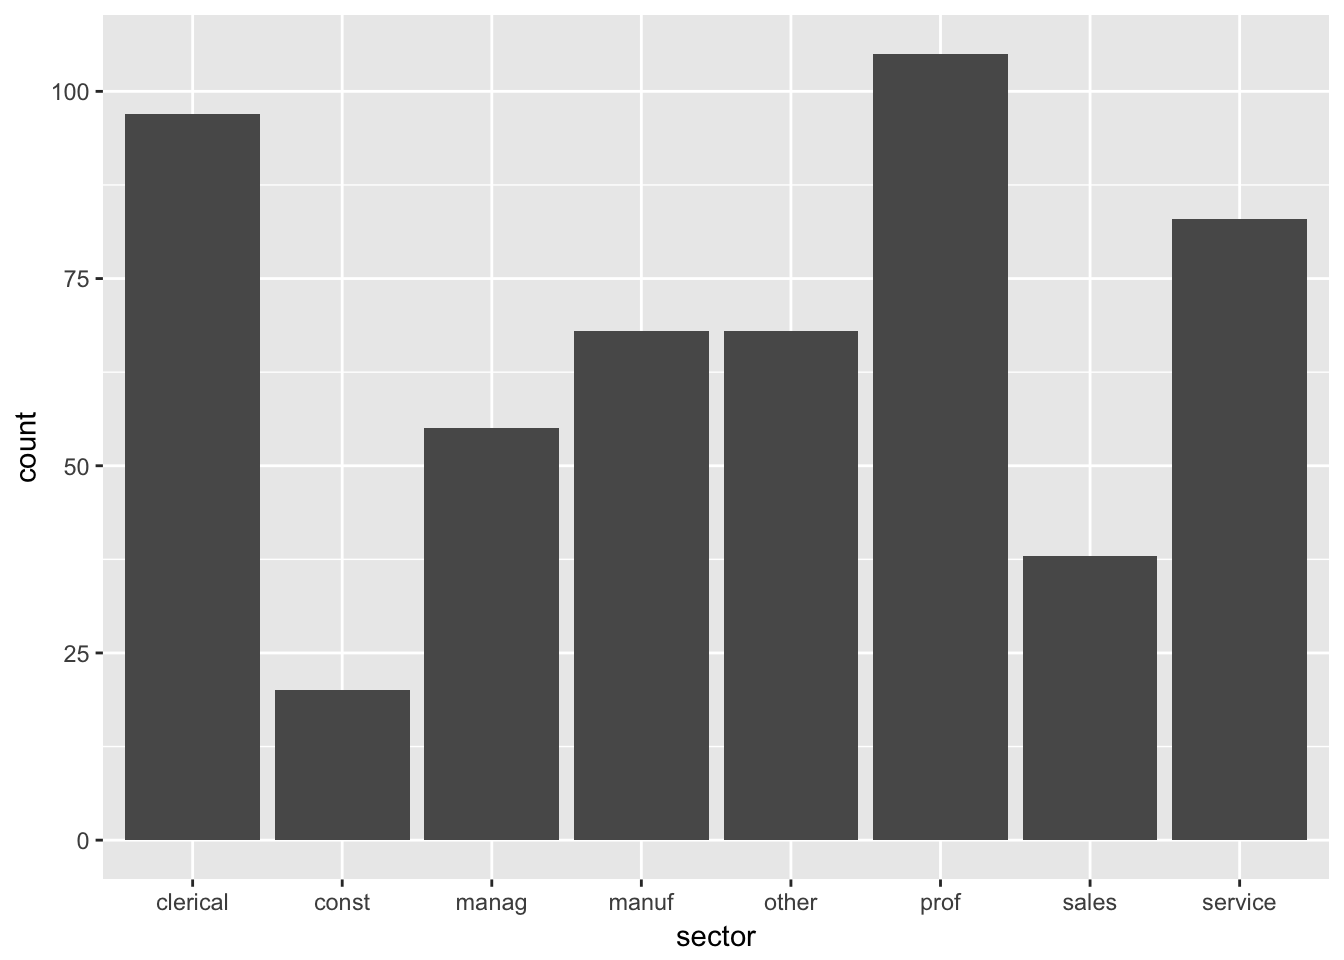 100
75
50
25
0
count
clerical const manag manuf other prof sales service
sector